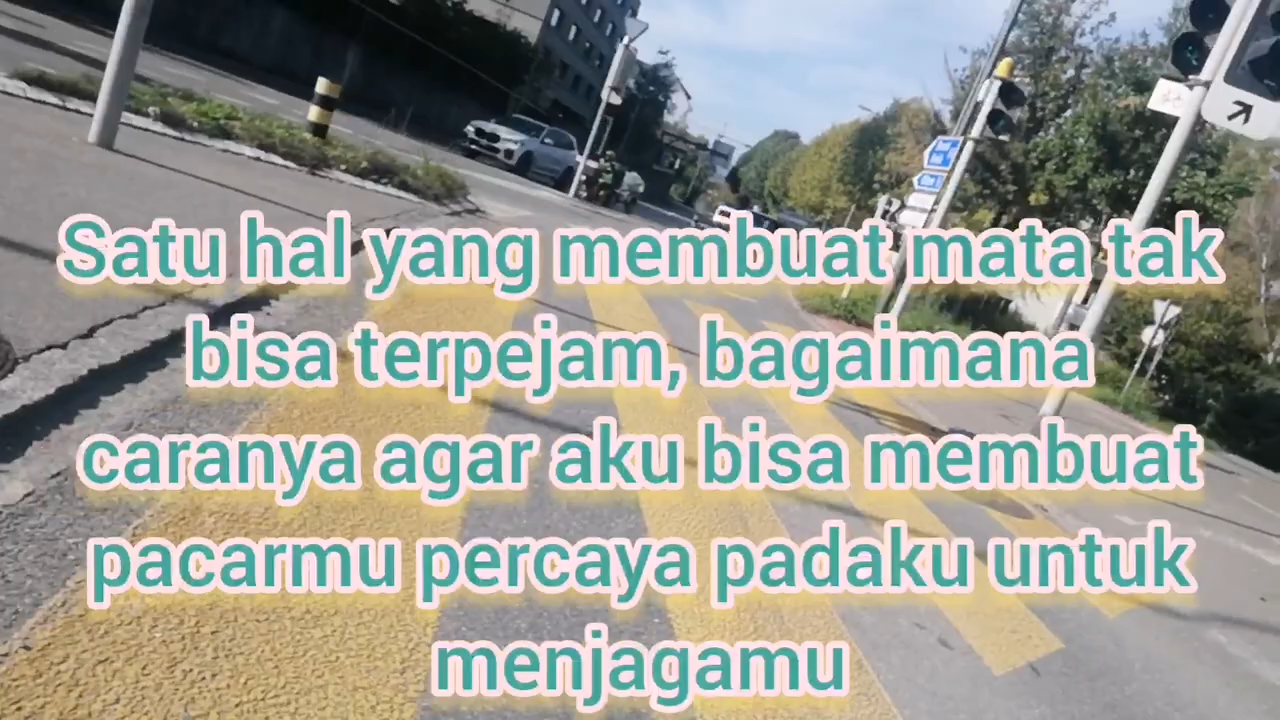 Satu hal yang membuat mata tak
bisa terpejam, bagaimana
caranya agar aku bisa membuat
pacarmu percaya padaku untuk
menjagamu